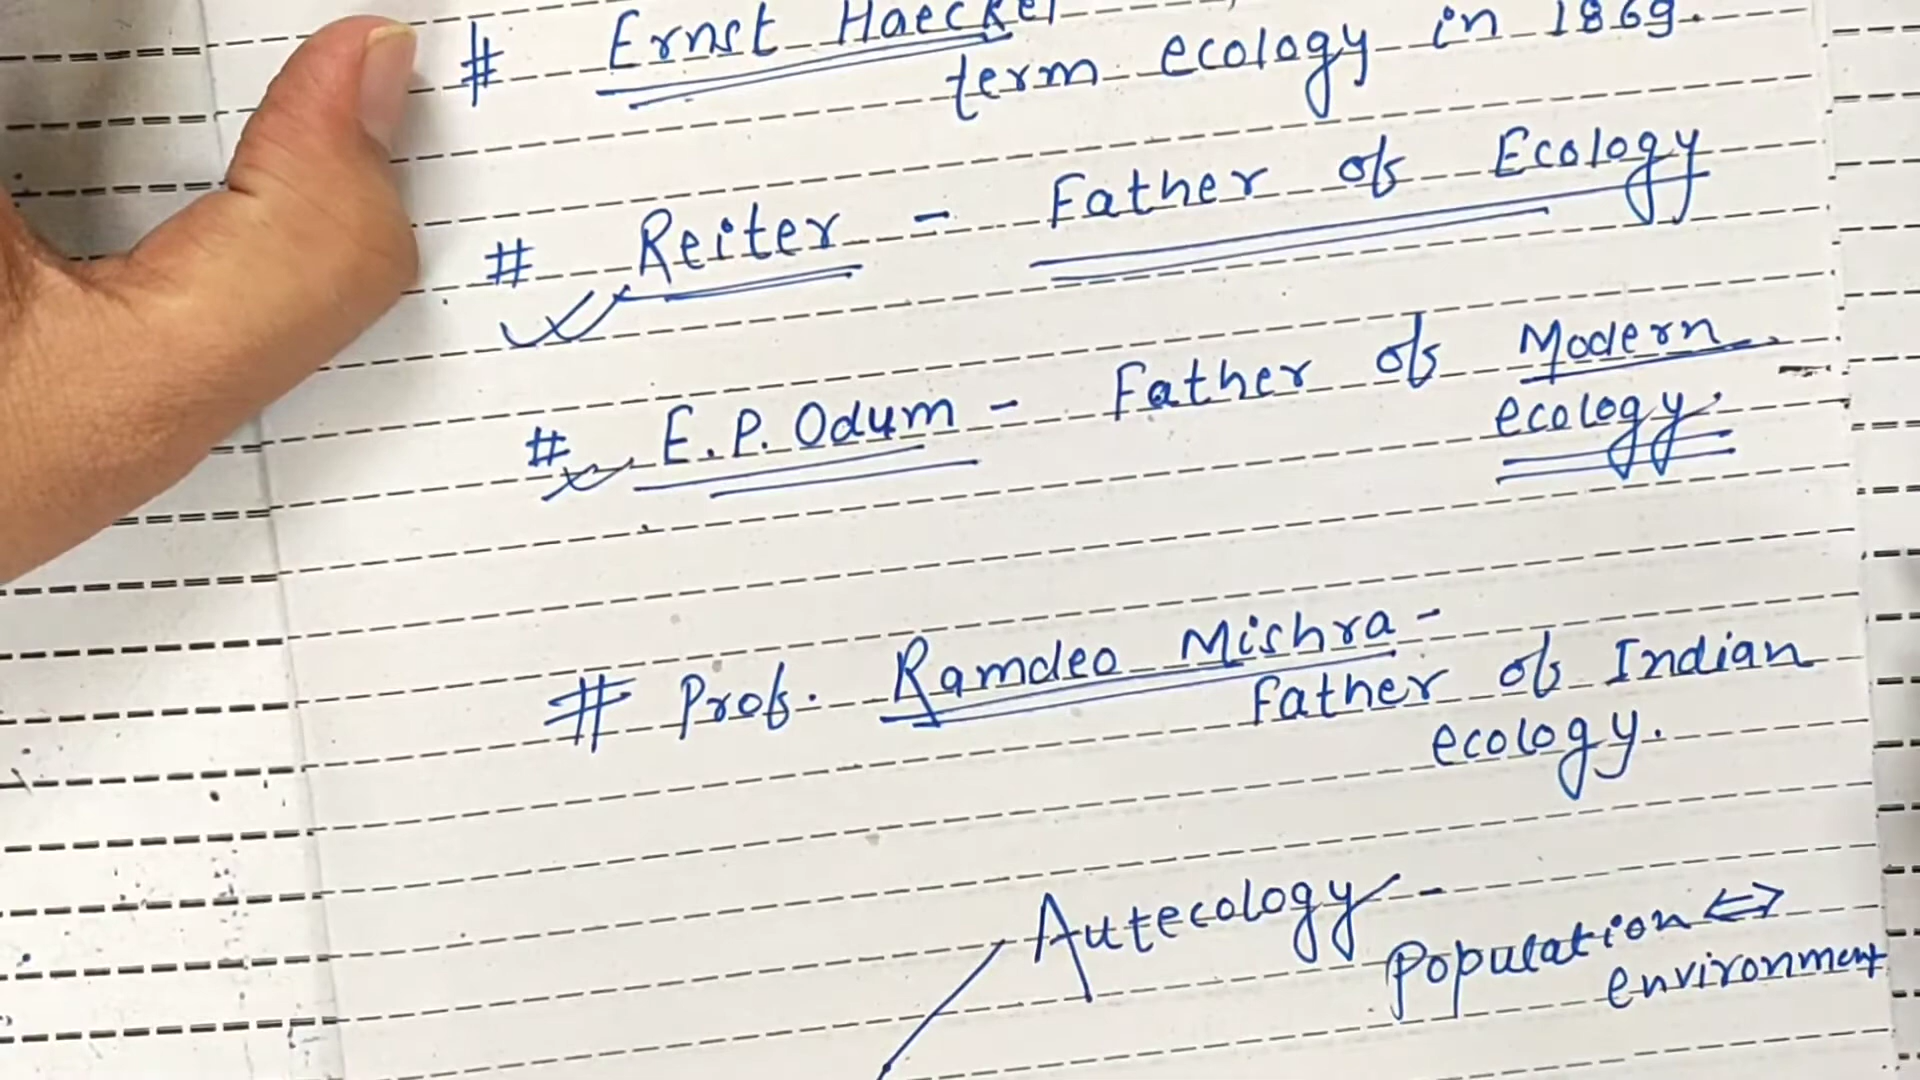 # Ernst Haeckel
term ecology in 1869.
# Reiter - Father of Ecology
# E.P. Odum - Father of Modern
ecology.
# Prof. Ramdeo Mishra -
Father of Indian
ecology.
Autecology -
Population ⇔
environment